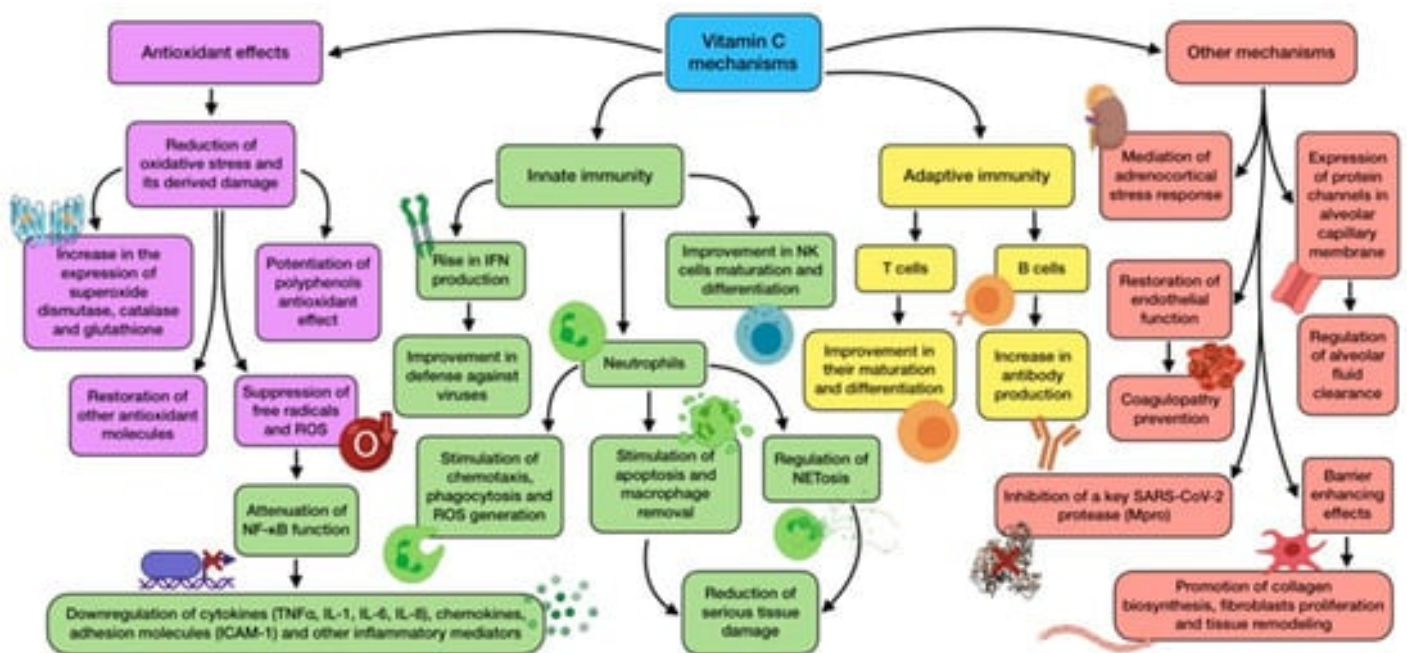 Vitamin C
mechanisms
Antioxidant effects
Reduction of
oxidative stress and
its derived damage
Increase in the
expression of
superoxide
dismutase, catalase
and glutathione
Potentiation of
polyphenols
antioxidant
effect
Restoration of
other antioxidant
molecules
Suppression of
free radicals
and ROS
O
Attenuation of
NF-κB function
Downregulation of cytokines (TNFα, IL-1, IL-6, IL-8), chemokines,
adhesion molecules (ICAM-1) and other inflammatory mediators
Innate immunity
Rise in IFN
production
Improvement in
defense against
viruses
Improvement in NK
cells maturation and
differentiation
Neutrophils
Stimulation of
chemotaxis,
phagocytosis and
ROS generation
Stimulation of
apoptosis and
macrophage
removal
Regulation of
NETosis
Reduction of
serious tissue
damage
Adaptive immunity
T cells
B cells
Improvement in
their maturation
and differentiation
Increase in
antibody
production
Other mechanisms
Mediation of
adrenocortical
stress response
Expression
of protein
channels in
alveolar
capillary
membrane
Restoration of
endothelial
function
Regulation
of alveolar
fluid
clearance
Coagulopathy
prevention
Inhibition of a key SARS-CoV-2
protease (Mpro)
Barrier
enhancing
effects
Promotion of collagen
biosynthesis, fibroblasts proliferation
and tissue remodeling